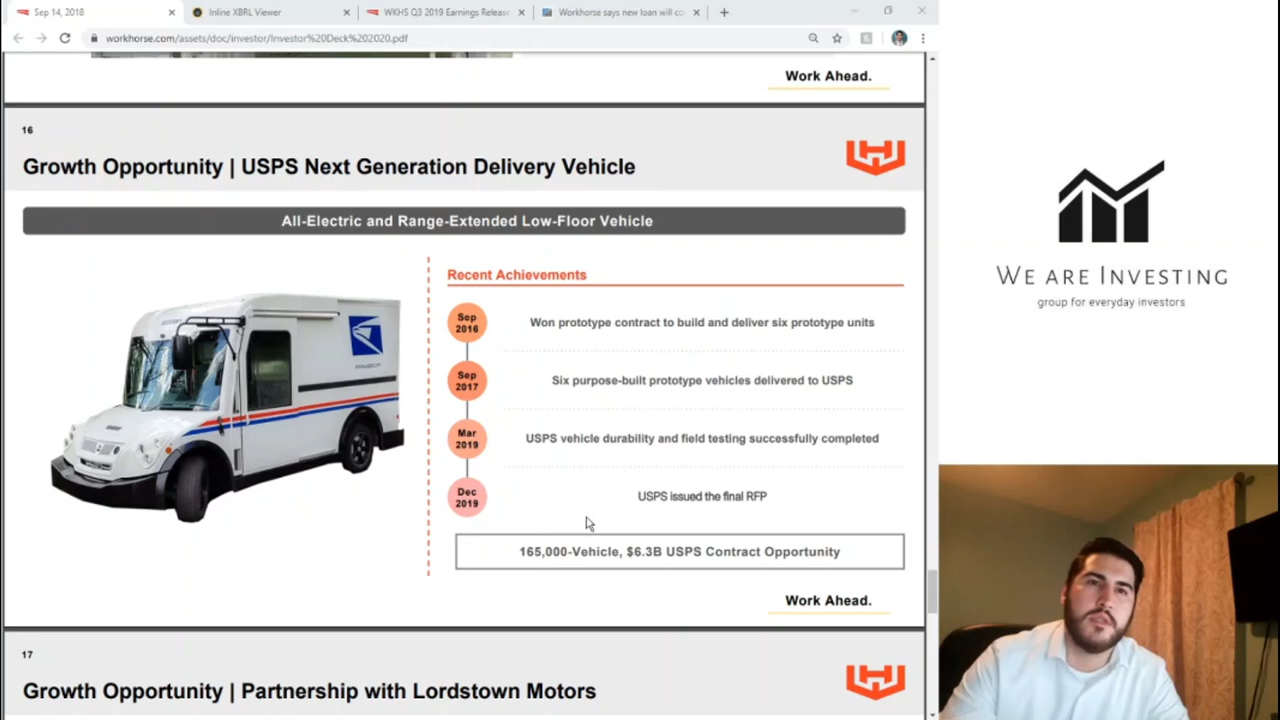 Sep 14, 2018
Inline XBRL Viewer
WKHS Q3 2019 Earnings Release
Workhorse says new loan will co
workhorse.com/assets/doc/investor/Investor%20Deck%202020.pdf
Work Ahead.
16
Growth Opportunity | USPS Next Generation Delivery Vehicle
All-Electric and Range-Extended Low-Floor Vehicle
Recent Achievements
Sep
2016
Won prototype contract to build and deliver six prototype units
Sep
2017
Six purpose-built prototype vehicles delivered to USPS
Mar
2019
USPS vehicle durability and field testing successfully completed
Dec
2019
USPS issued the final RFP
165,000-Vehicle, $6.3B USPS Contract Opportunity
Work Ahead.
17
Growth Opportunity | Partnership with Lordstown Motors
WE ARE INVESTING
group for everyday investors